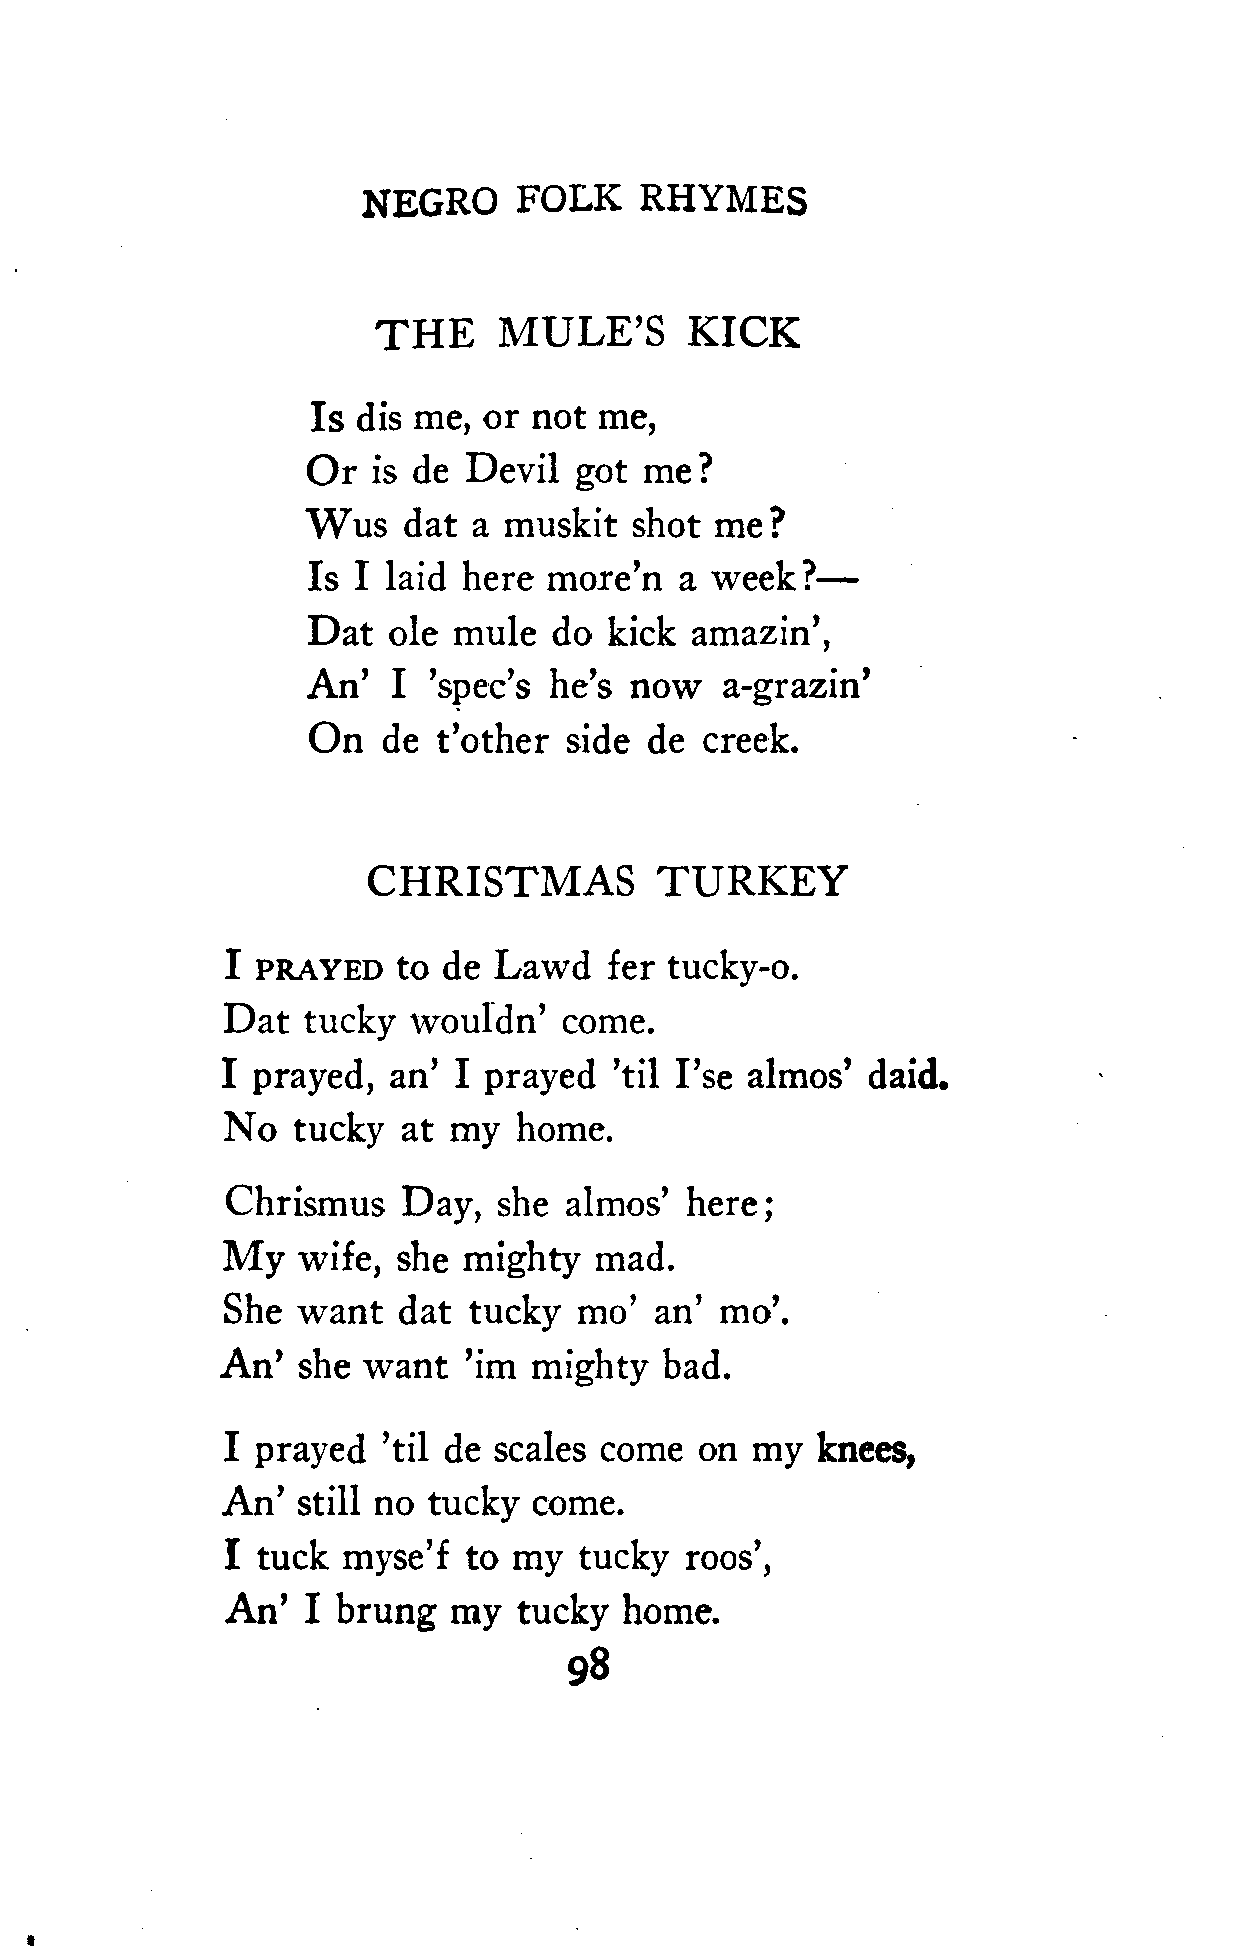 NEGRO FOLK RHYMES
THE MULE'S KICK
Is dis me, or not me,
Or is de Devil got me?
Wus dat a muskit shot me?
Is I laid here more'n a week?—
Dat ole mule do kick amazin',
An' I 'spec's he's now a-grazin'
On de t'other side de creek.
CHRISTMAS TURKEY
I PRAYED to de Lawd fer tucky-o.
Dat tucky wouldn' come.
I prayed, an' I prayed 'til I'se almos' daid.
No tucky at my home.
Chrismus Day, she almos' here;
My wife, she mighty mad.
She want dat tucky mo' an' mo'.
An' she want 'im mighty bad.
I prayed 'til de scales come on my knees,
An' still no tucky come.
I tuck myse'f to my tucky roos',
An' I brung my tucky home.
98